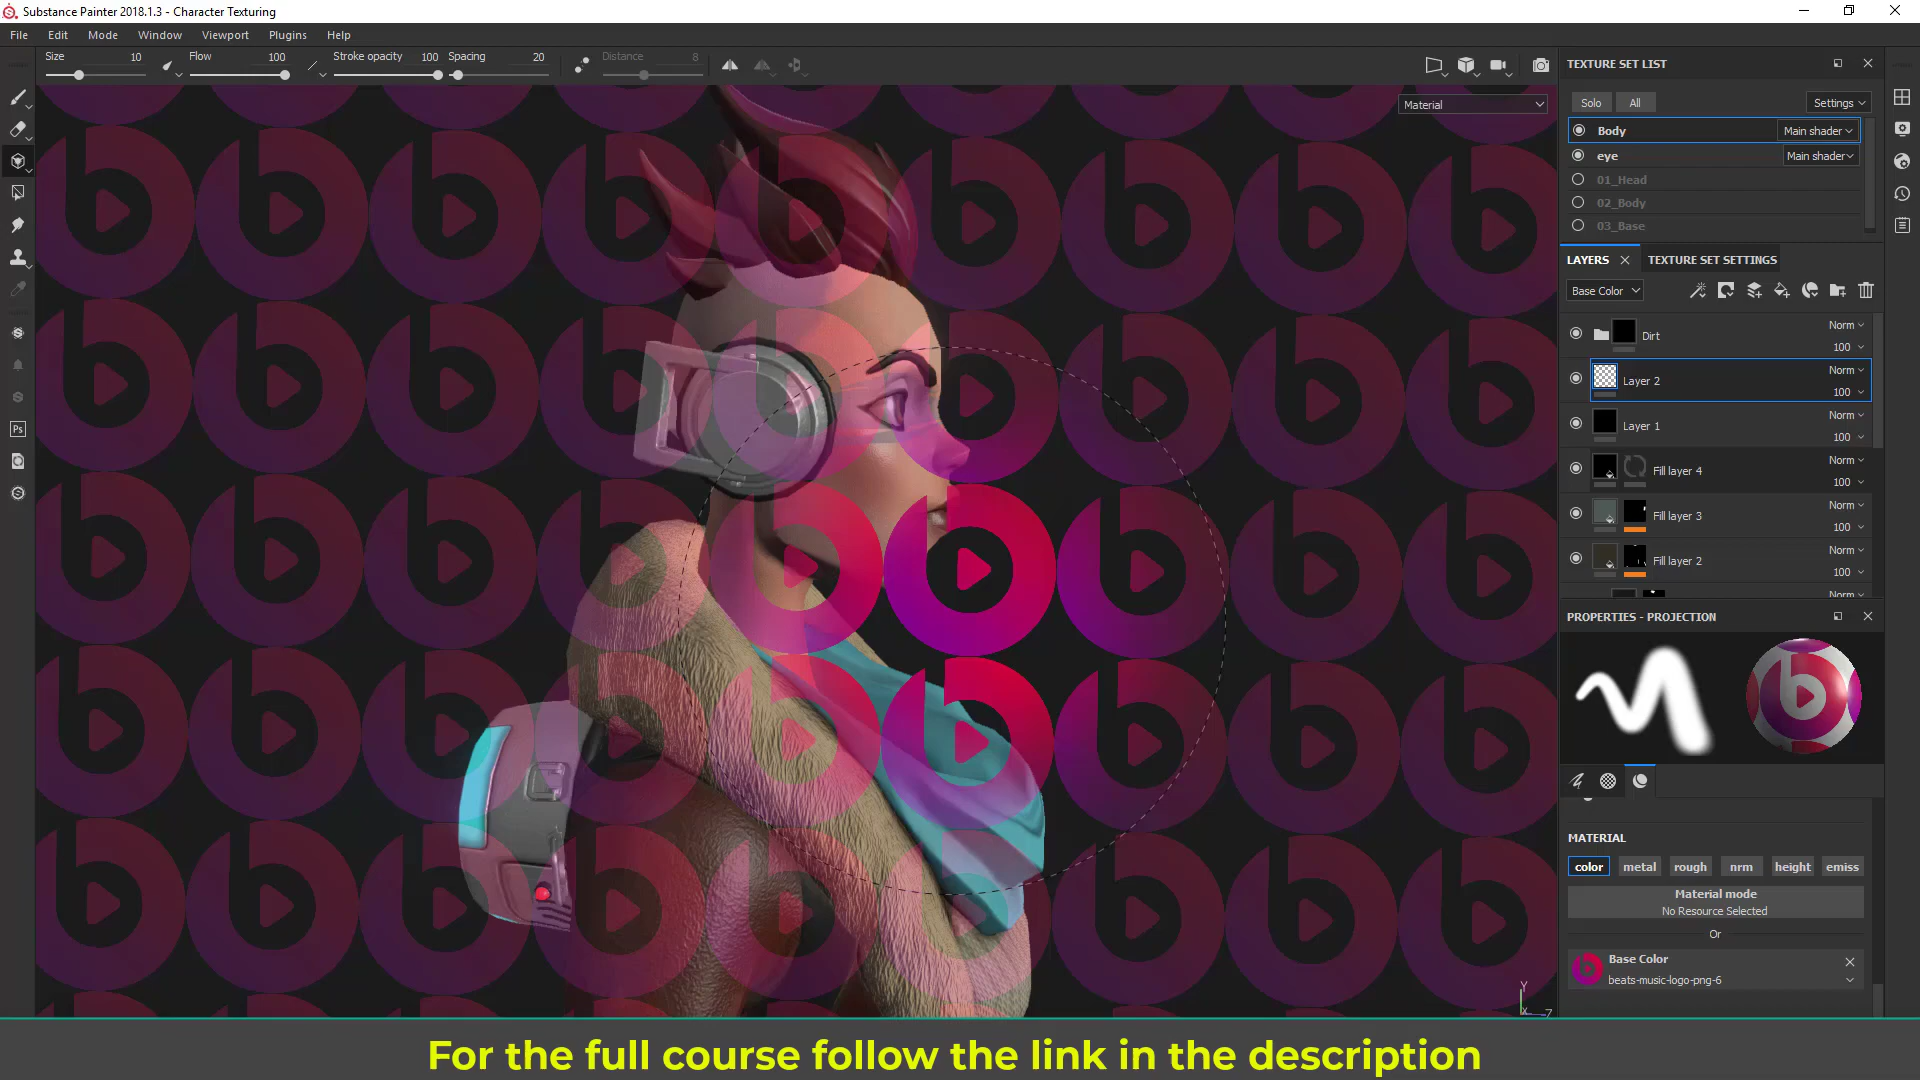 Substance Painter 2018.1.3 - Character Texturing
File Edit Mode Window Viewport Plugins Help
Size 10 Flow 100 Stroke opacity 100 Spacing 20 Distance 8
Material
TEXTURE SET LIST
Solo All Settings
Body Main shader
eye Main shader
01_Head
02_Body
03_Base
LAYERS TEXTURE SET SETTINGS
Base Color
Dirt Norm
100
Layer 2 Norm
100
Layer 1 Norm
100
Fill layer 4 Norm
100
Fill layer 3 Norm
100
Fill layer 2 Norm
100
Norm
PROPERTIES - PROJECTION
MATERIAL
color metal rough nrm height emiss
Material mode
No Resource Selected
Or
Base Color
beats-music-logo-png-6
Ps
Y
X Z
For the full course follow the link in the description